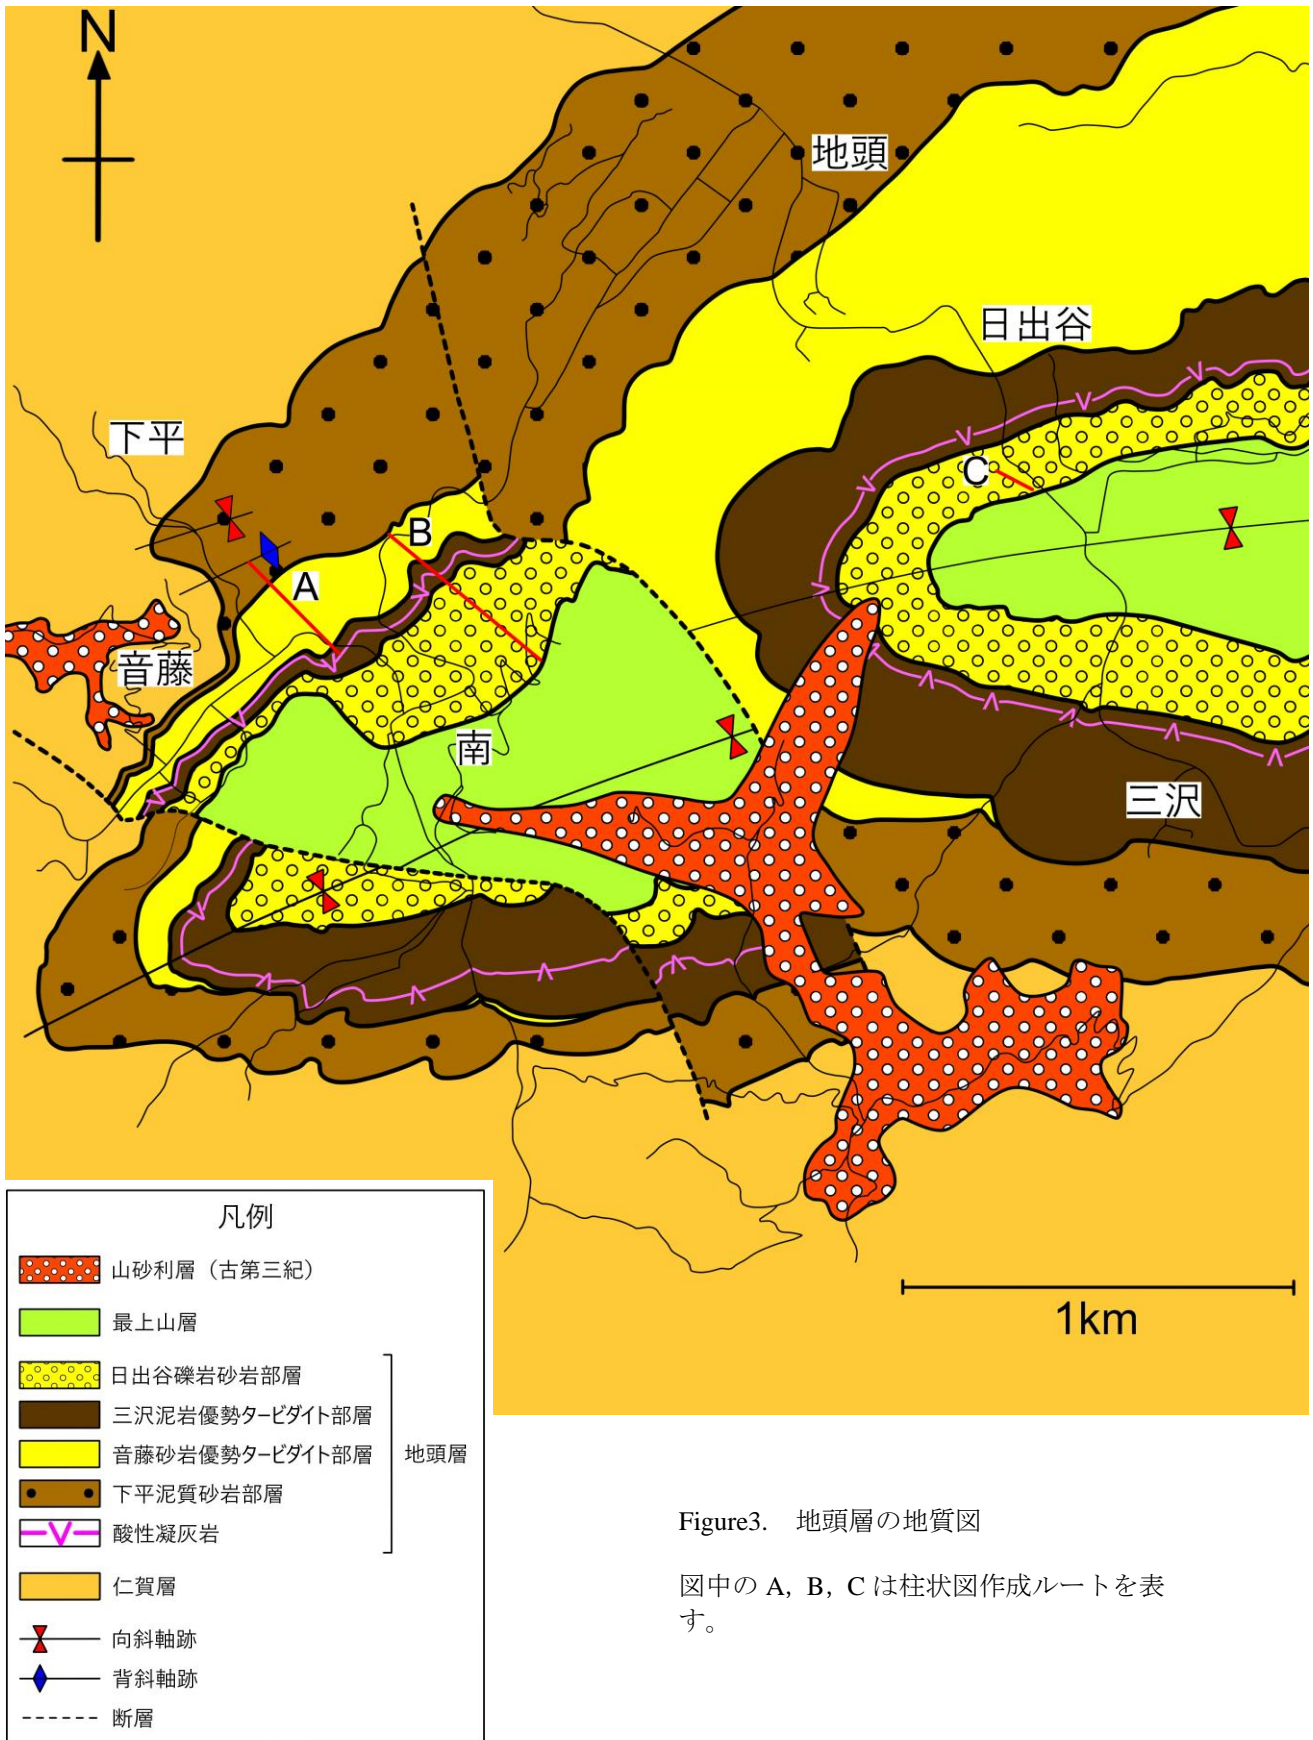 N
地頭
日出谷
下平
C
B
A
音藤
南
三沢
1km
凡例
山砂利層（古第三紀）
最上山層
日出谷礫岩砂岩部層
三沢泥岩優勢タービダイト部層
音藤砂岩優勢タービダイト部層
地頭層
下平泥質砂岩部層
酸性凝灰岩
仁賀層
向斜軸跡
背斜軸跡
断層
Figure3. 地頭層の地質図
図中の A, B, C は柱状図作成ルートを表
す。